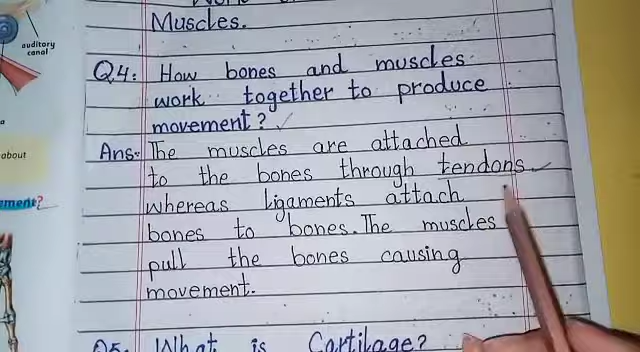 auditory
canal
about
ement?
Muscles.
Q4: How bones and muscles
work together to produce
movement?
Ans: The muscles are attached
to the bones through tendons
whereas ligaments attach
bones to bones. The muscles
pull the bones causing
movement.
Q5. What is Cartilage?